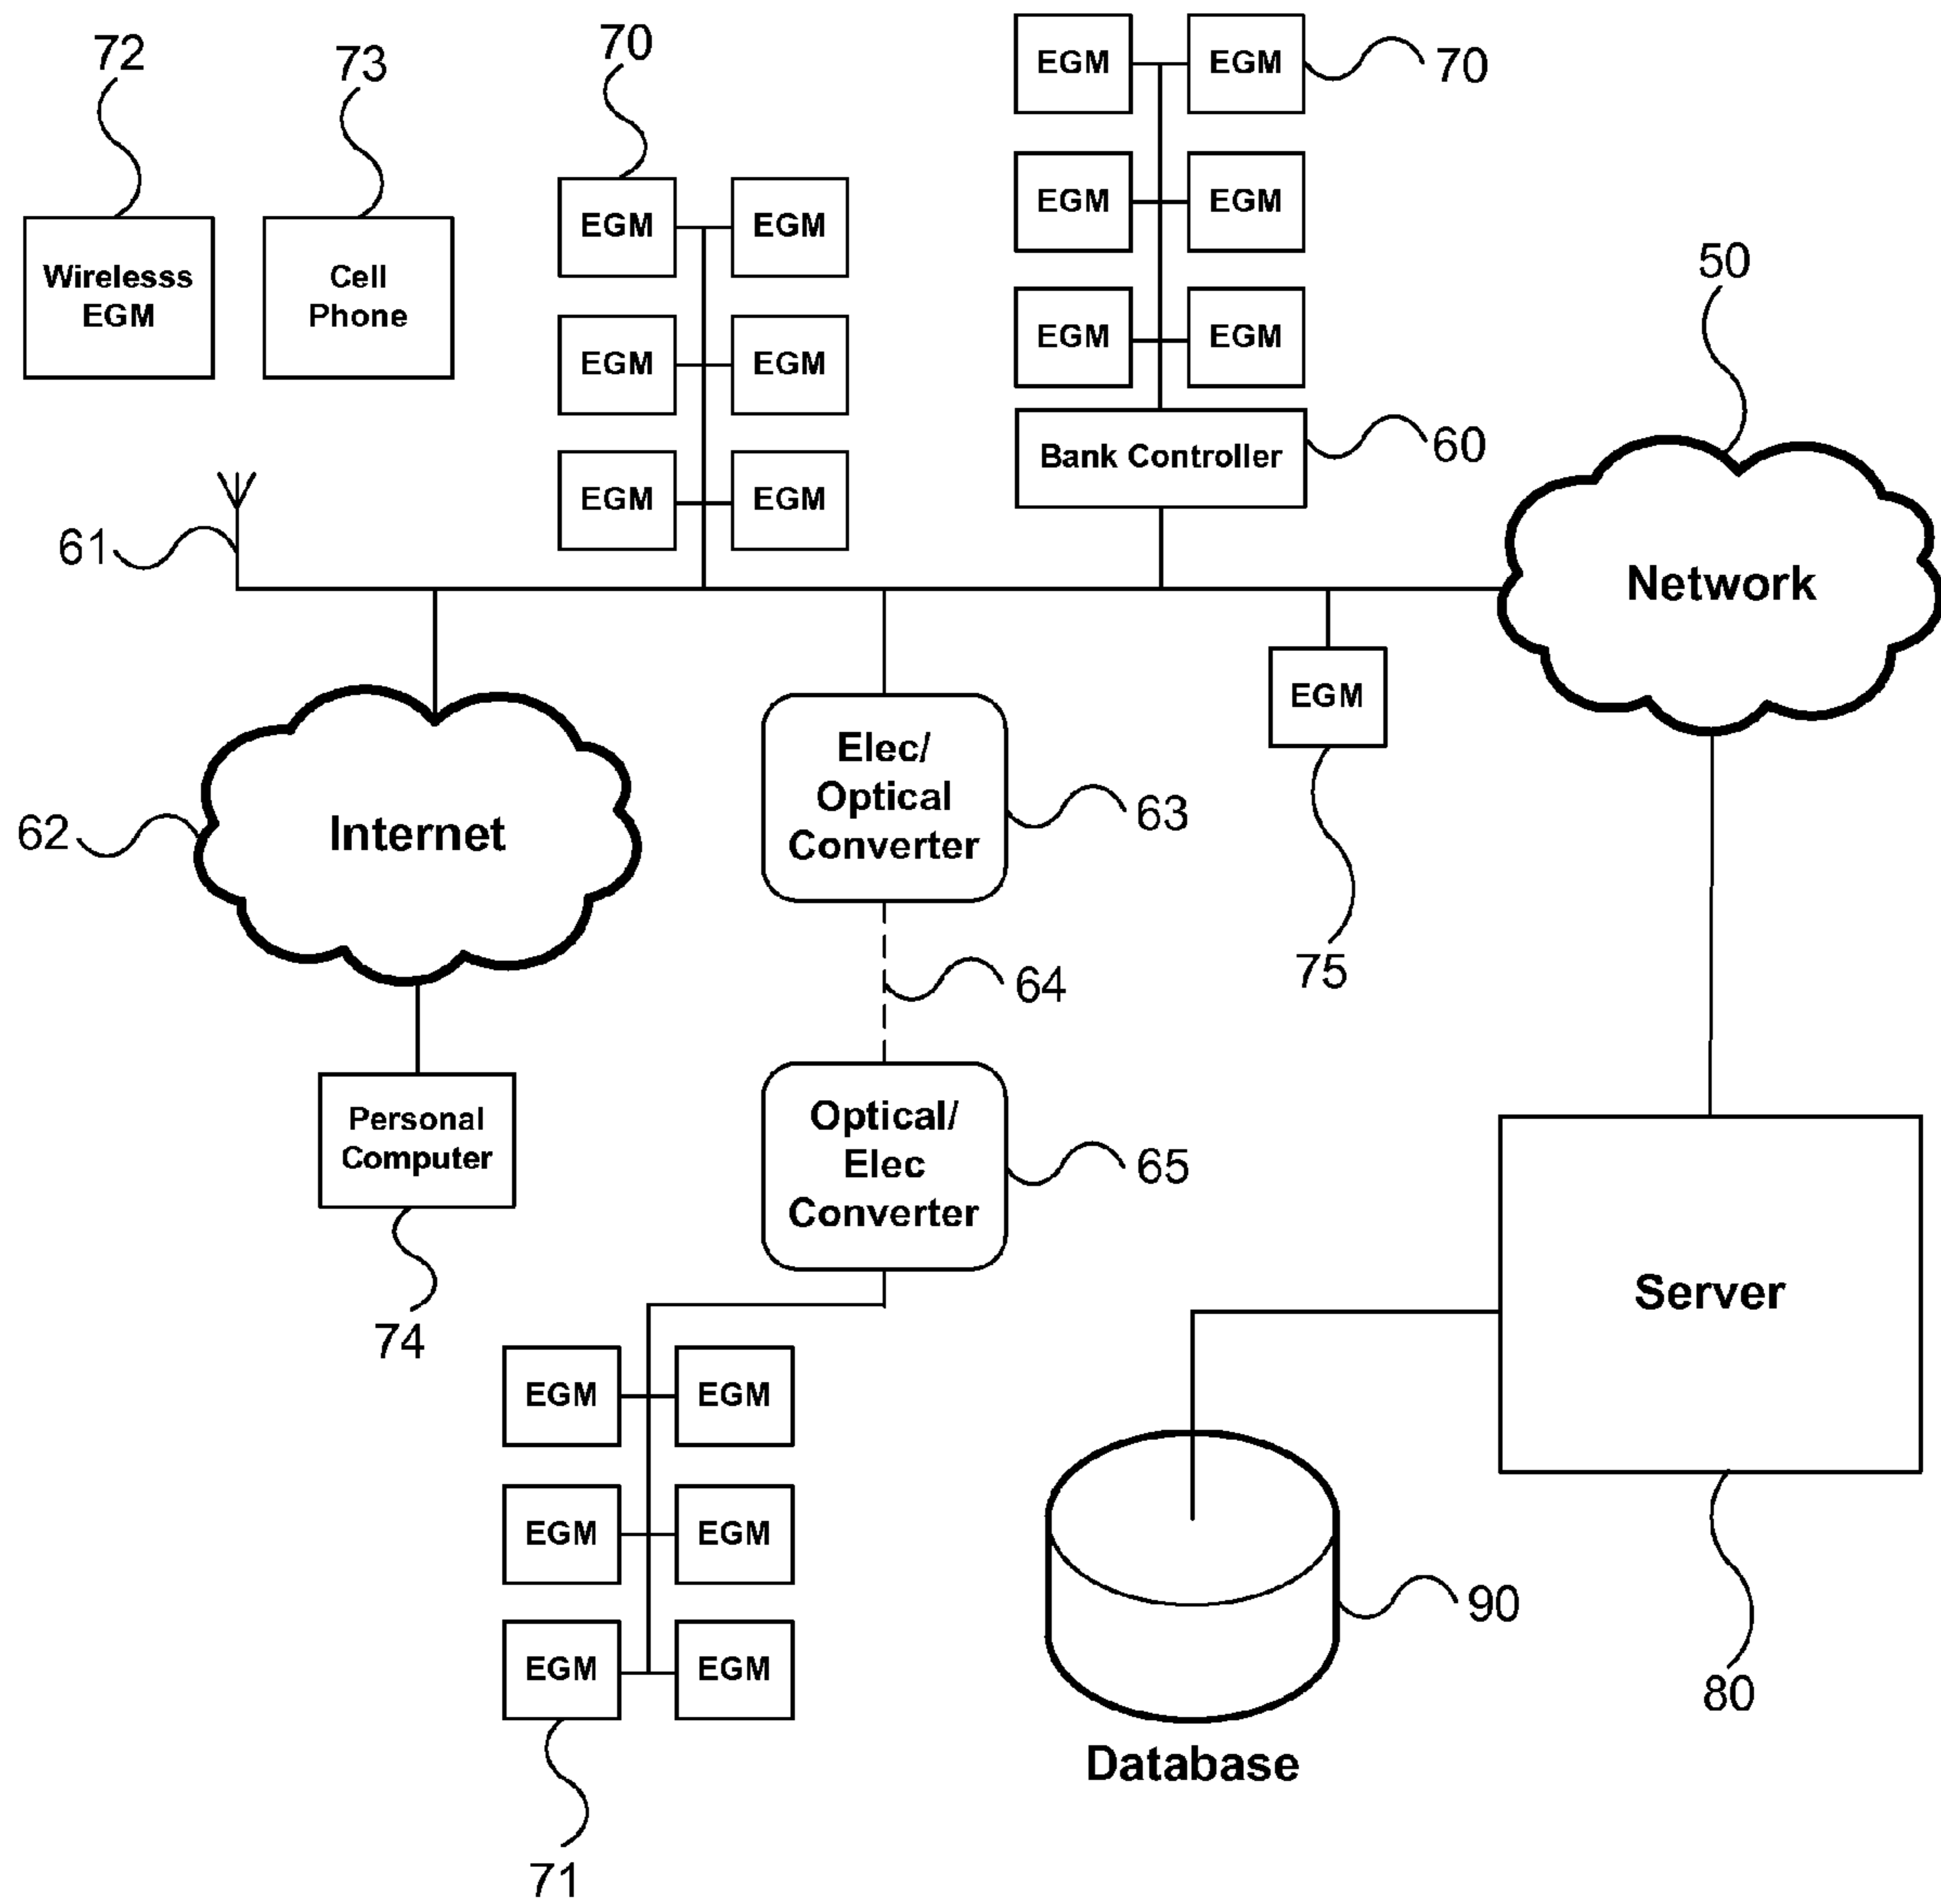 72
73
70
EGM EGM
70
Wirelesss
EGM
Cell
Phone
EGM EGM
EGM EGM
EGM EGM
EGM EGM
EGM EGM
50
Bank Controller
60
61
Network
Internet
62
Elec/
Optical
Converter
63
EGM
75
64
Personal
Computer
74
Optical/
Elec
Converter
65
Server
80
EGM EGM
EGM EGM
EGM EGM
71
90
Database